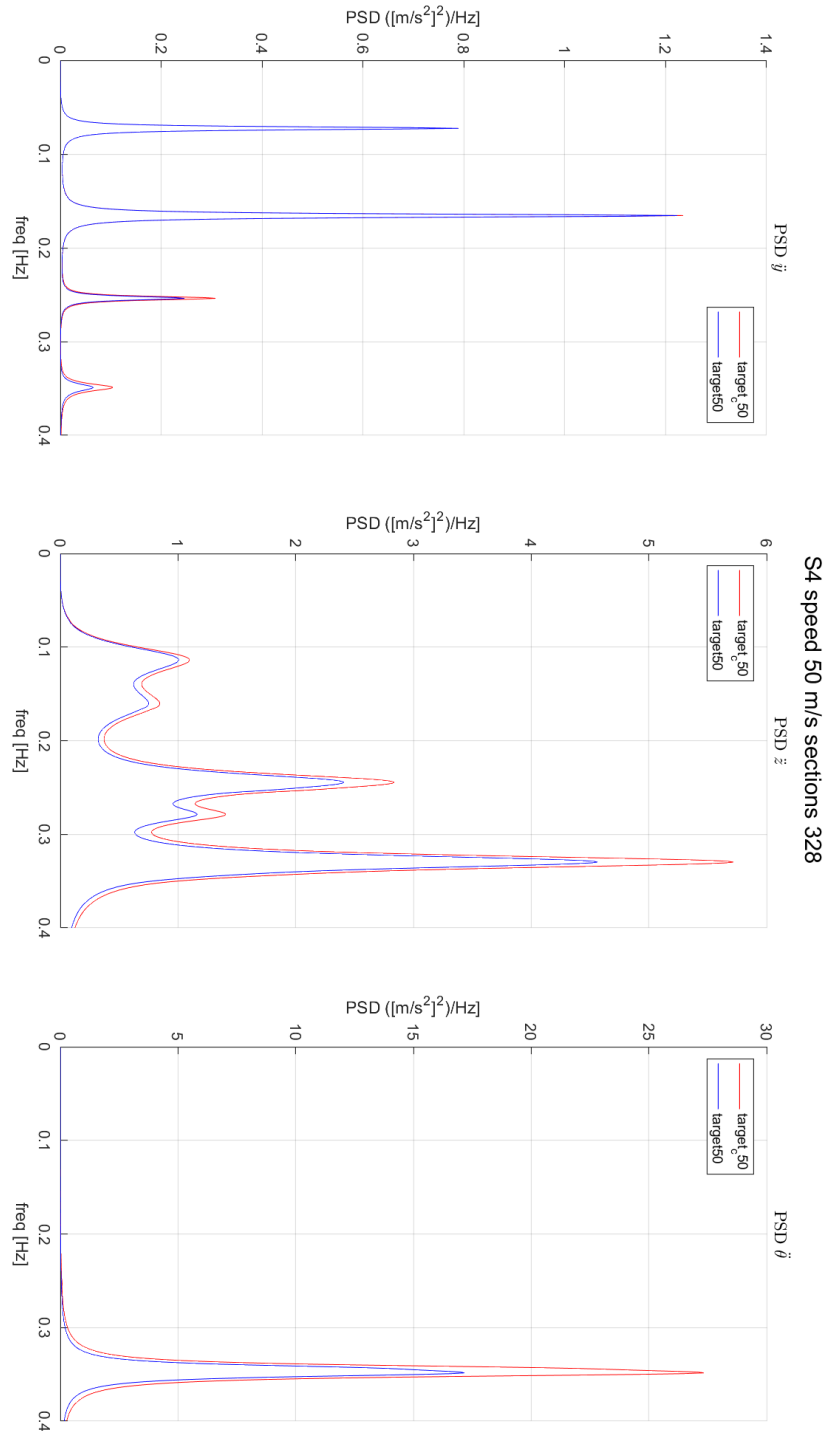 S4 speed 50 m/s sections 328
PSD ÿ
PSD ([m/s²]²)/Hz
1.4
1.2
1
0.8
0.6
0.4
0.2
0
0 0.1 0.2 0.3 0.4
freq [Hz]
target_c50
target50
PSD z̈
PSD ([m/s²]²)/Hz
6
5
4
3
2
1
0
0 0.1 0.2 0.3 0.4
freq [Hz]
target_c50
target50
PSD θ̈
PSD ([m/s²]²)/Hz
30
25
20
15
10
5
0
0 0.1 0.2 0.3 0.4
freq [Hz]
target_c50
target50